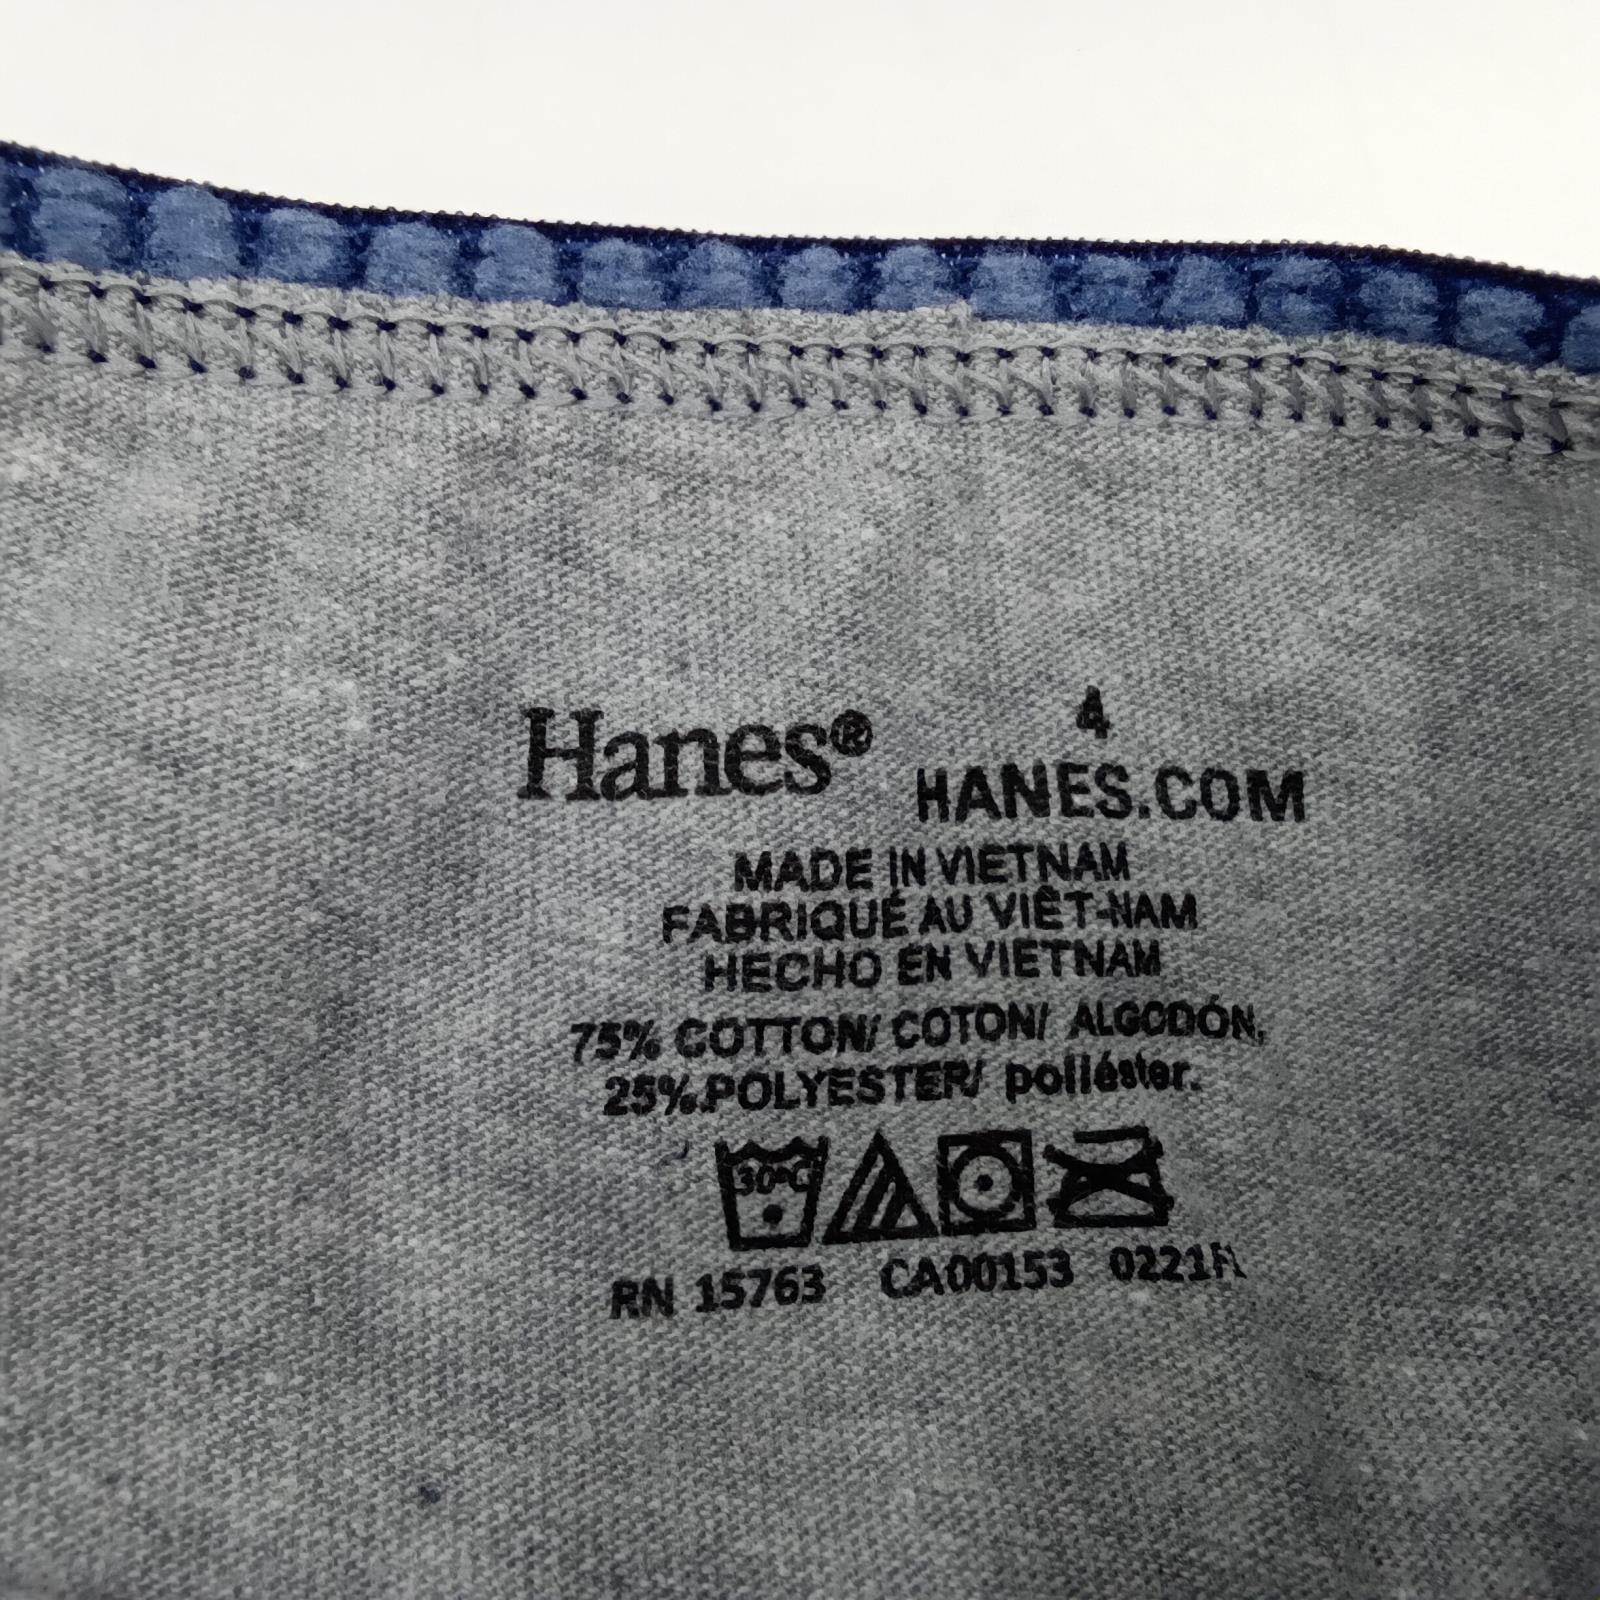 Hanes® 4
HANES.COM
MADE IN VIETNAM
FABRIQUÉ AU VIÊT-NAM
HECHO EN VIETNAM
75% COTTON/ COTON/ ALGODÓN,
25%.POLYESTER/ poliéster.
30°C
RN 15763 CA00153